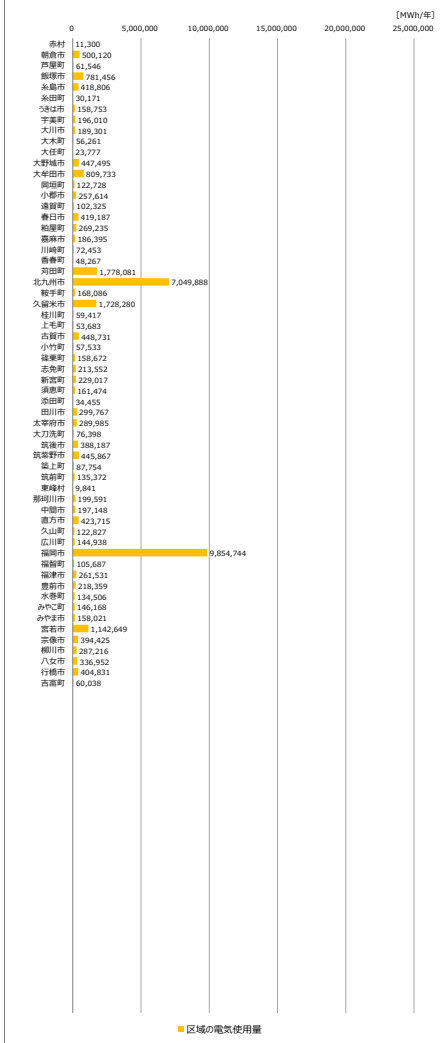 [MWh/年]
0 5,000,000 10,000,000 15,000,000 20,000,000 25,000,000
赤村 11,300
朝倉市 500,120
芦屋町 61,546
飯塚市 781,456
糸島市 418,806
糸田町 30,171
うきは市 158,753
宇美町 196,010
大川市 189,301
大木町 56,261
大任町 23,777
大野城市 447,495
大牟田市 809,733
岡垣町 122,728
小郡市 257,614
遠賀町 102,325
春日市 419,187
粕屋町 269,235
嘉麻市 186,395
川崎町 72,453
香春町 48,267
苅田町 1,778,081
北九州市 7,049,888
鞍手町 168,086
久留米市 1,728,280
桂川町 59,417
上毛町 53,683
古賀市 448,731
小竹町 57,533
篠栗町 158,672
志免町 213,552
新宮町 229,017
須恵町 161,474
添田町 34,455
田川市 299,767
太宰府市 289,985
大刀洗町 76,398
筑後市 388,187
筑紫野市 445,867
築上町 87,754
筑前町 135,372
東峰村 9,841
那珂川市 199,591
中間市 197,148
直方市 423,715
久山町 122,827
広川町 144,938
福岡市 9,854,744
福智町 105,687
福津市 261,531
豊前市 218,359
水巻町 134,506
みやこ町 146,168
みやま市 158,021
宮若市 1,142,649
宗像市 394,425
柳川市 287,216
八女市 336,952
行橋市 404,831
吉富町 60,038
区域の電気使用量